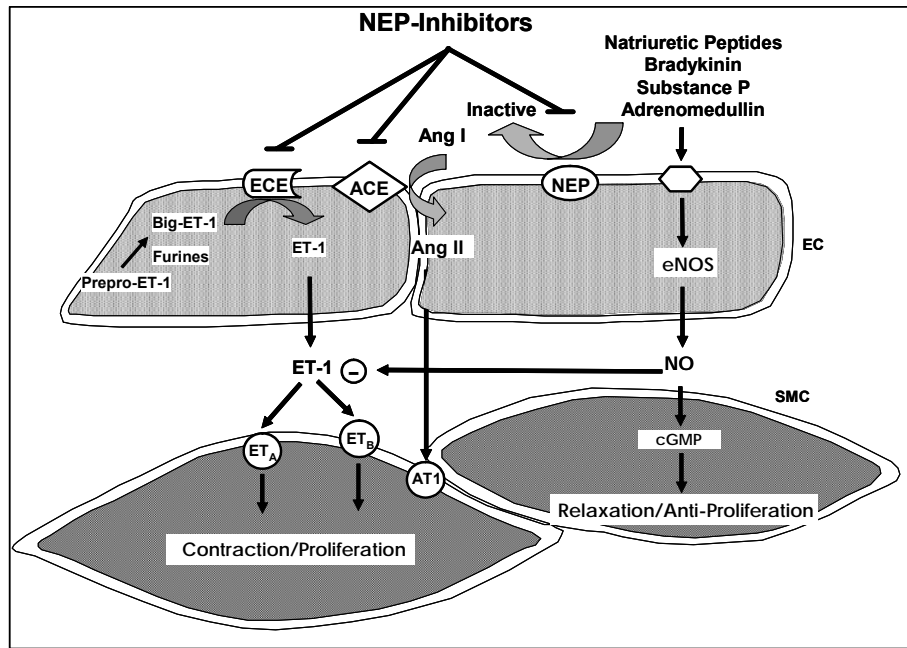 NEP-Inhibitors
Natriuretic Peptides
Bradykinin
Substance P
Adrenomedullin
Inactive
Ang I
ECE
ACE
NEP
Big-ET-1
Furines
Prepro-ET-1
ET-1
Ang II
eNOS
EC
ET-1
−
NO
SMC
ETA
ETB
AT1
cGMP
Relaxation/Anti-Proliferation
Contraction/Proliferation